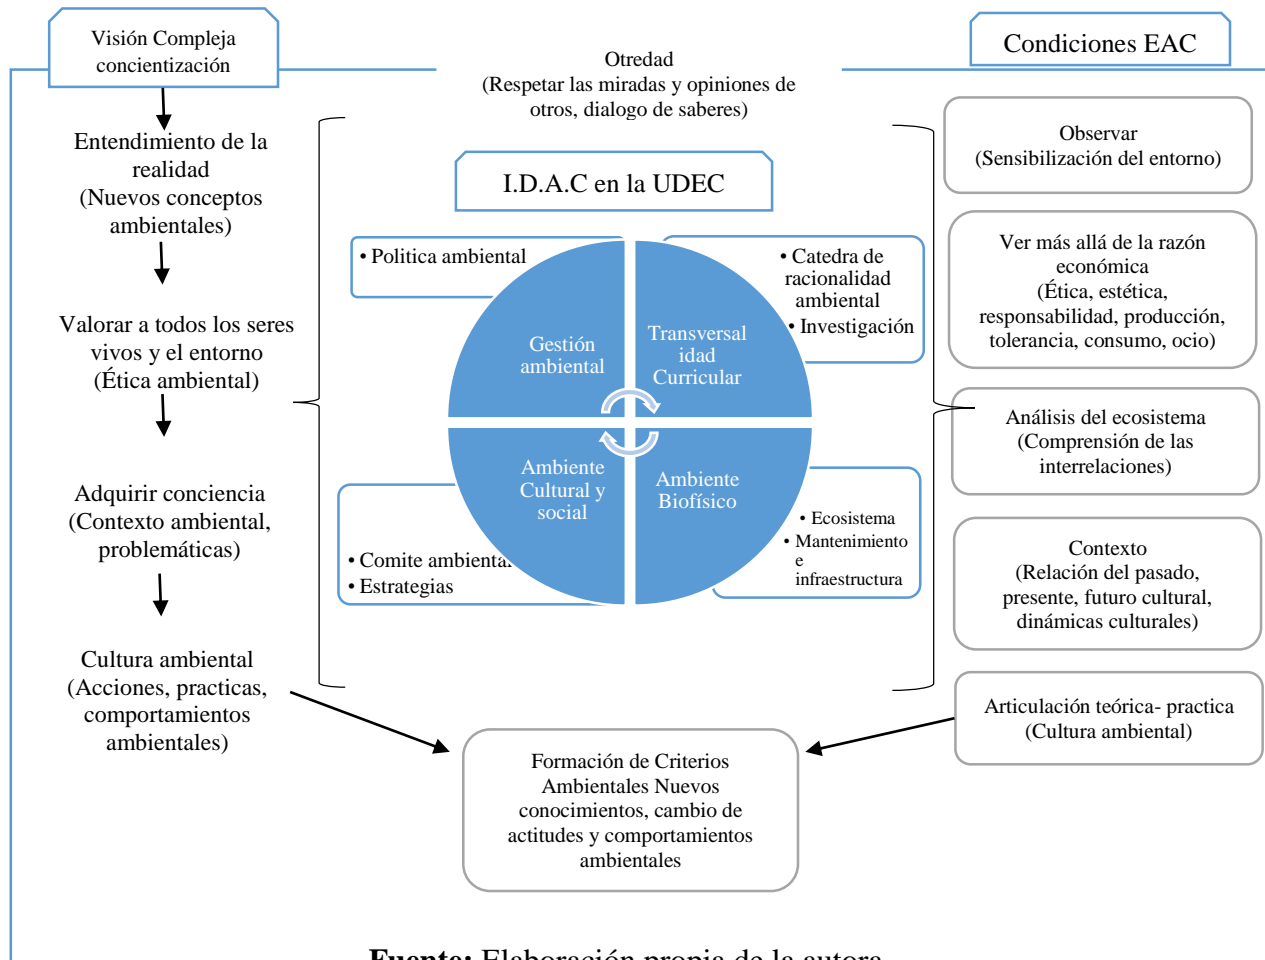 Visión Compleja
concientización
Entendimiento de la
realidad
(Nuevos conceptos
ambientales)
Valorar a todos los seres
vivos y el entorno
(Ética ambiental)
Adquirir conciencia
(Contexto ambiental,
problemáticas)
Cultura ambiental
(Acciones, practicas,
comportamientos
ambientales)
Otredad
(Respetar las miradas y opiniones de
otros, dialogo de saberes)
I.D.A.C en la UDEC
• Politica ambiental
• Catedra de
racionalidad
ambiental
• Investigación
Gestión
ambiental
Transversal
idad
Curricular
Ambiente
Cultural y
social
Ambiente
Biofísico
• Comite ambiental
• Estrategias
• Ecosistema
• Mantenimiento
e
infraestructura
Condiciones EAC
Observar
(Sensibilización del entorno)
Ver más allá de la razón
económica
(Ética, estética,
responsabilidad, producción,
tolerancia, consumo, ocio)
Análisis del ecosistema
(Comprensión de las
interrelaciones)
Contexto
(Relación del pasado,
presente, futuro cultural,
dinámicas culturales)
Articulación teórica- practica
(Cultura ambiental)
Formación de Criterios
Ambientales Nuevos
conocimientos, cambio de
actitudes y comportamientos
ambientales
Fuente: Elaboración propia de la autora